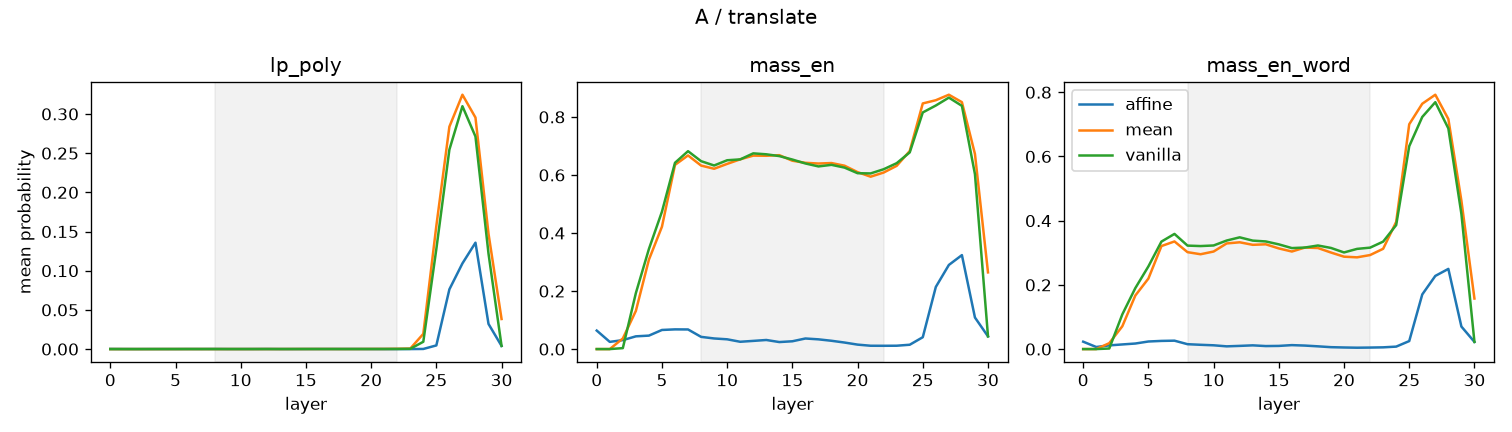 A / translate
lp_poly
mean probability
0.30
0.25
0.20
0.15
0.10
0.05
0.00
0 5 10 15 20 25 30
layer
mass_en
0.8
0.6
0.4
0.2
0.0
0 5 10 15 20 25 30
layer
mass_en_word
0.8
0.6
0.4
0.2
0.0
affine
mean
vanilla
0 5 10 15 20 25 30
layer